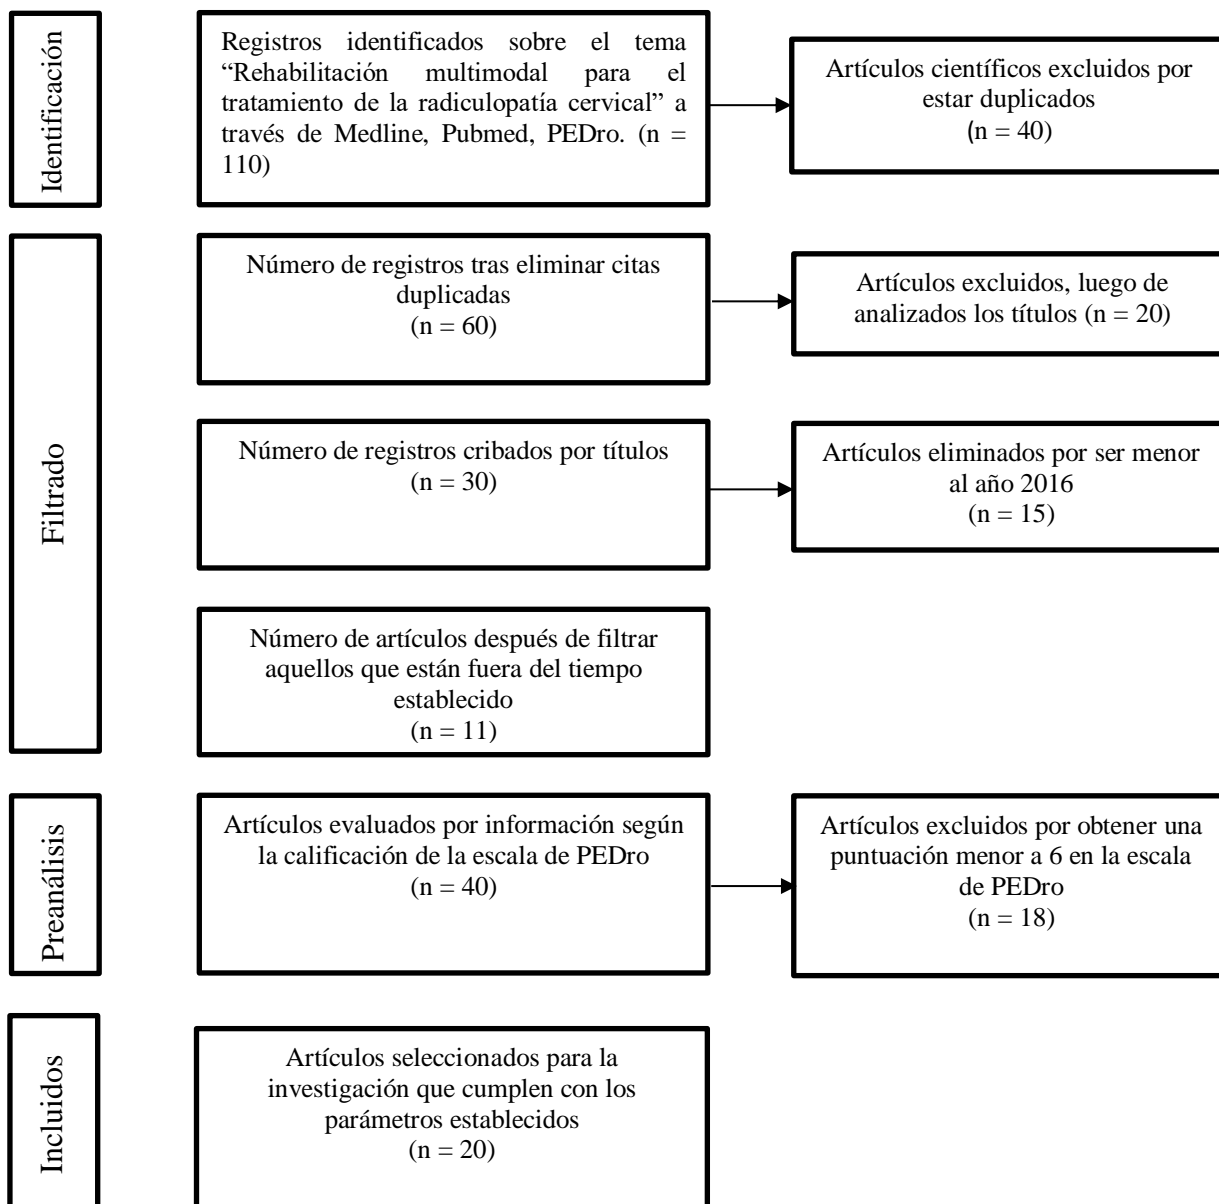 Identificación
Registros identificados sobre el tema
“Rehabilitación multimodal para el
tratamiento de la radiculopatía cervical” a
través de Medline, Pubmed, PEDro. (n =
110)
Artículos científicos excluidos por
estar duplicados
(n = 40)
Filtrado
Número de registros tras eliminar citas
duplicadas
(n = 60)
Artículos excluidos, luego de
analizados los títulos (n = 20)
Número de registros cribados por títulos
(n = 30)
Artículos eliminados por ser menor
al año 2016
(n = 15)
Número de artículos después de filtrar
aquellos que están fuera del tiempo
establecido
(n = 11)
Preanálisis
Artículos evaluados por información según
la calificación de la escala de PEDro
(n = 40)
Artículos excluidos por obtener una
puntuación menor a 6 en la escala
de PEDro
(n = 18)
Incluidos
Artículos seleccionados para la
investigación que cumplen con los
parámetros establecidos
(n = 20)